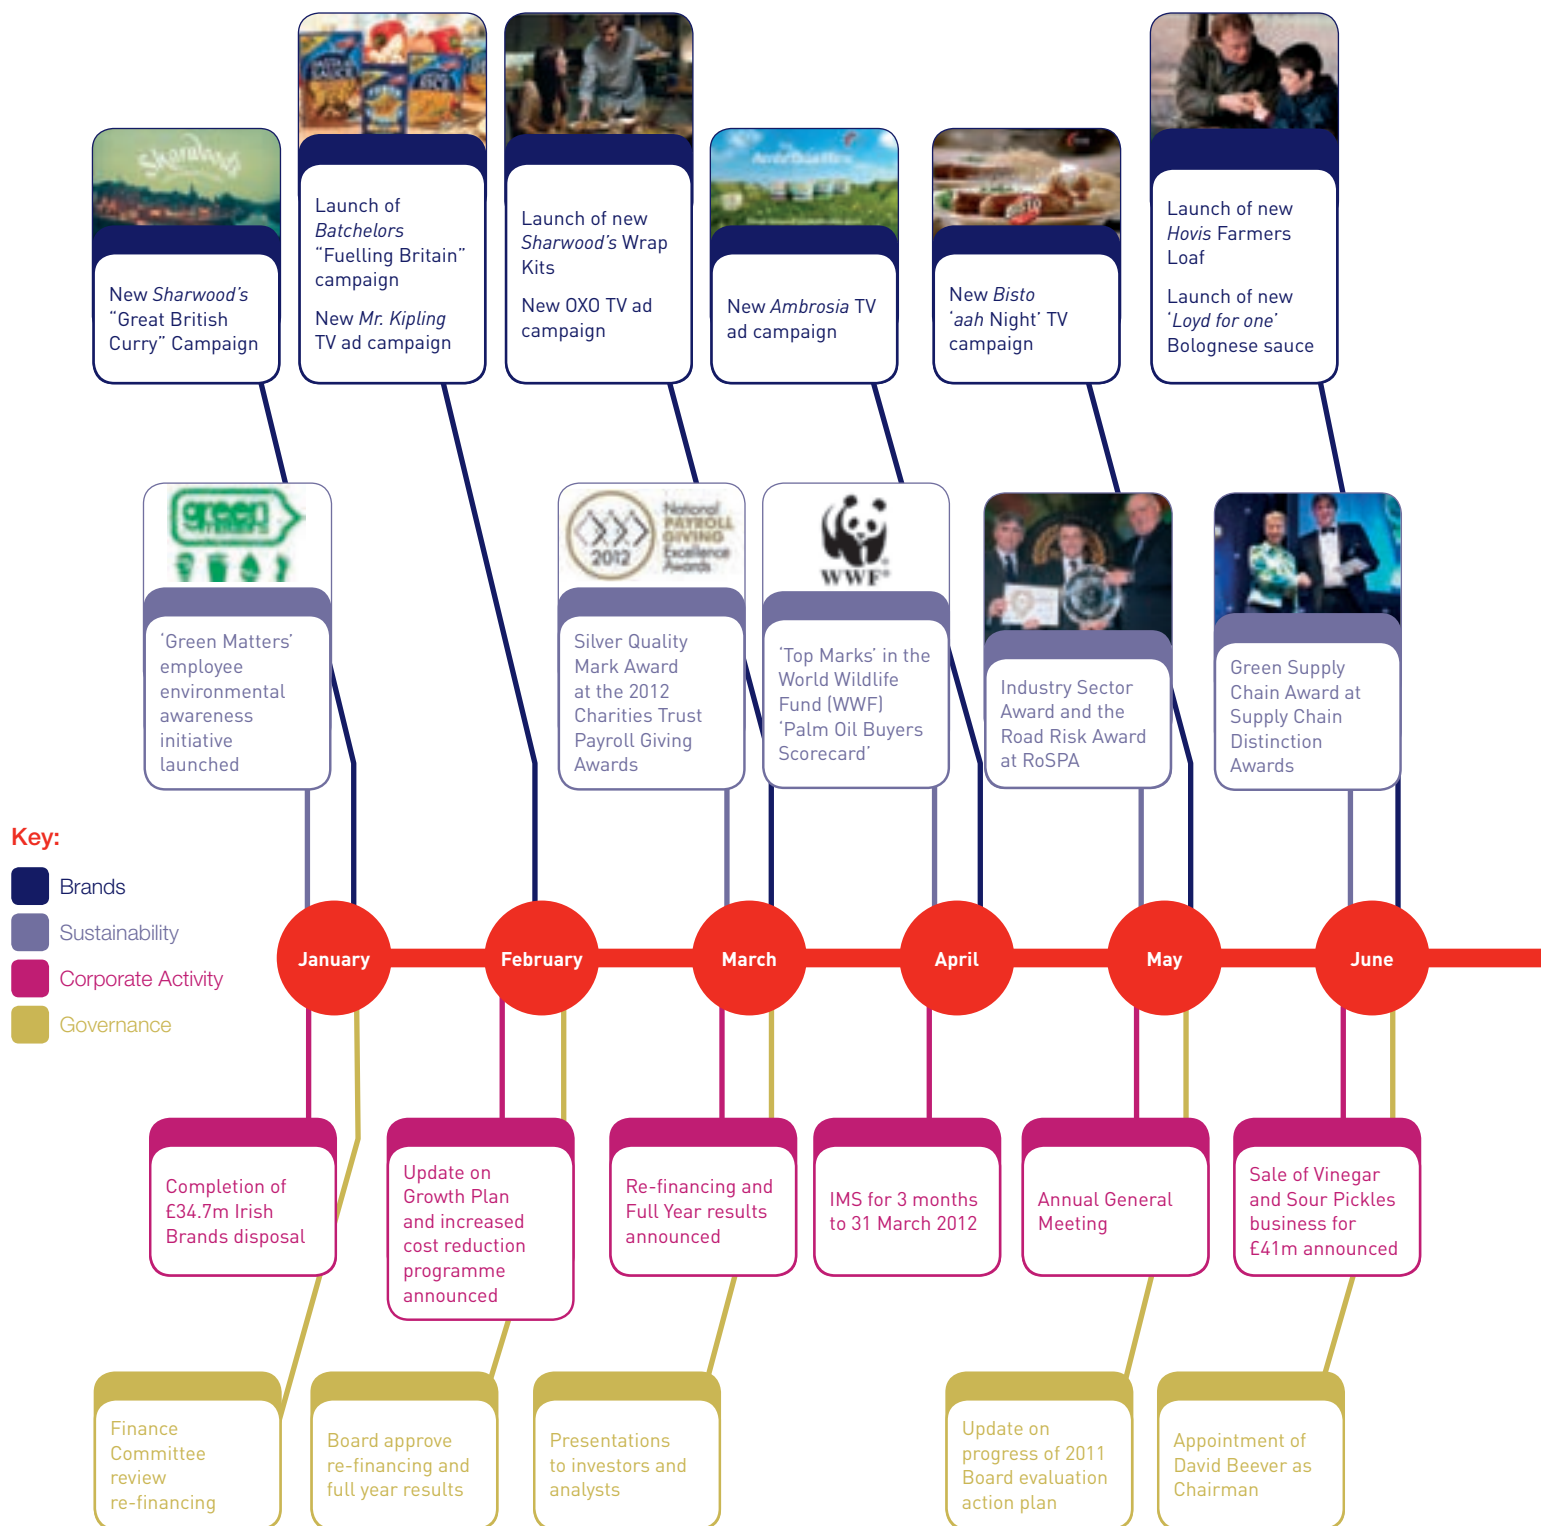 Sharwood's
New Sharwood's
“Great British
Curry” Campaign
Launch of
Batchelors
“Fuelling Britain”
campaign
New Mr. Kipling
TV ad campaign
Launch of new
Sharwood's Wrap
Kits
New OXO TV ad
campaign
New Ambrosia TV
ad campaign
New Bisto
‘aah Night’ TV
campaign
Launch of new
Hovis Farmers
Loaf
Launch of new
‘Loyd for one’
Bolognese sauce
green
‘Green Matters’
employee
environmental
awareness
initiative
launched
National
PAYROLL
GIVING
Excellence
Awards
2012
Silver Quality
Mark Award
at the 2012
Charities Trust
Payroll Giving
Awards
WWF®
‘Top Marks’ in the
World Wildlife
Fund (WWF)
‘Palm Oil Buyers
Scorecard’
Industry Sector
Award and the
Road Risk Award
at RoSPA
Green Supply
Chain Award at
Supply Chain
Distinction
Awards
Key:
Brands
Sustainability
Corporate Activity
Governance
January
February
March
April
May
June
Completion of
£34.7m Irish
Brands disposal
Update on
Growth Plan
and increased
cost reduction
programme
announced
Re-financing and
Full Year results
announced
IMS for 3 months
to 31 March 2012
Annual General
Meeting
Sale of Vinegar
and Sour Pickles
business for
£41m announced
Finance
Committee
review
re-financing
Board approve
re-financing and
full year results
Presentations
to investors and
analysts
Update on
progress of 2011
Board evaluation
action plan
Appointment of
David Beever as
Chairman